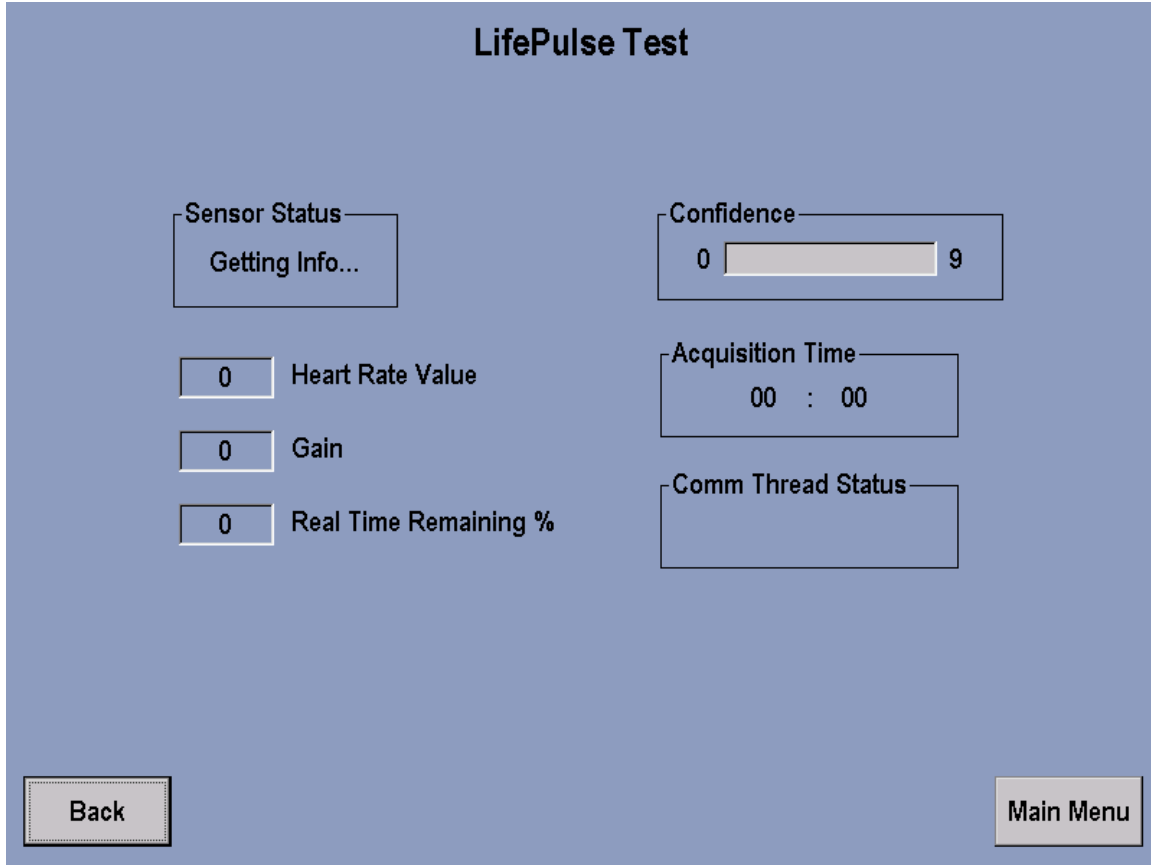 LifePulse Test
Sensor Status
Getting Info...
Confidence
0 9
0 Heart Rate Value
0 Gain
0 Real Time Remaining %
Acquisition Time
00 : 00
Comm Thread Status
Back
Main Menu